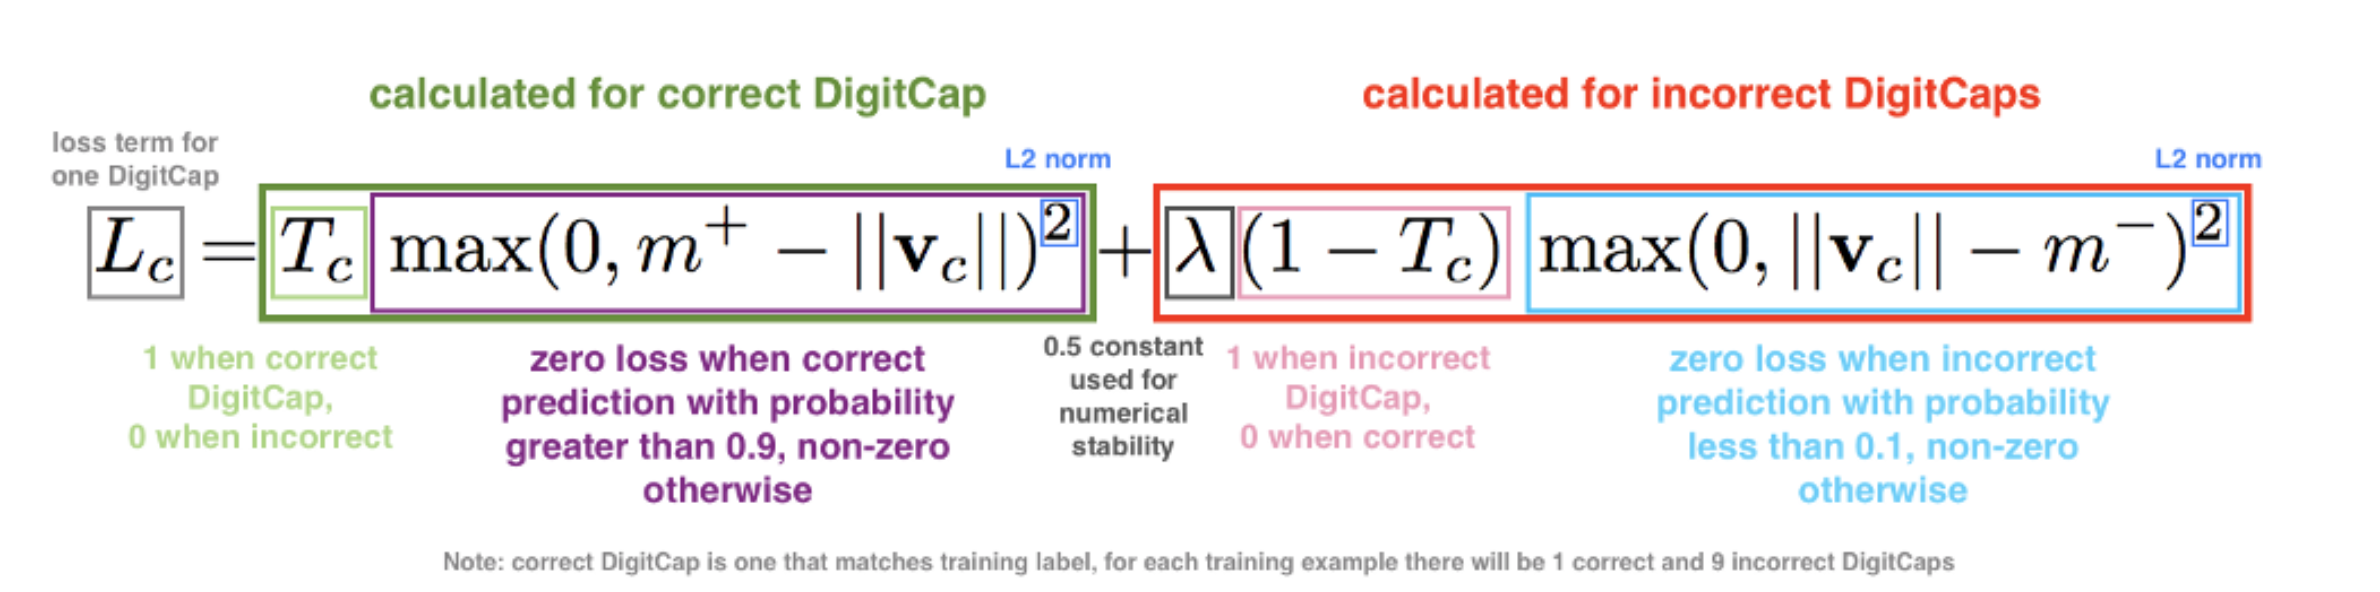 calculated for correct DigitCap
calculated for incorrect DigitCaps
loss term for
one DigitCap
L2 norm
L2 norm
L_c = T_c max(0, m^+ − ||v_c||)^2 + λ(1 − T_c) max(0, ||v_c|| − m^−)^2
1 when correct
DigitCap,
0 when incorrect
zero loss when correct
prediction with probability
greater than 0.9, non-zero
otherwise
0.5 constant
used for
numerical
stability
1 when incorrect
DigitCap,
0 when correct
zero loss when incorrect
prediction with probability
less than 0.1, non-zero
otherwise
Note: correct DigitCap is one that matches training label, for each training example there will be 1 correct and 9 incorrect DigitCaps